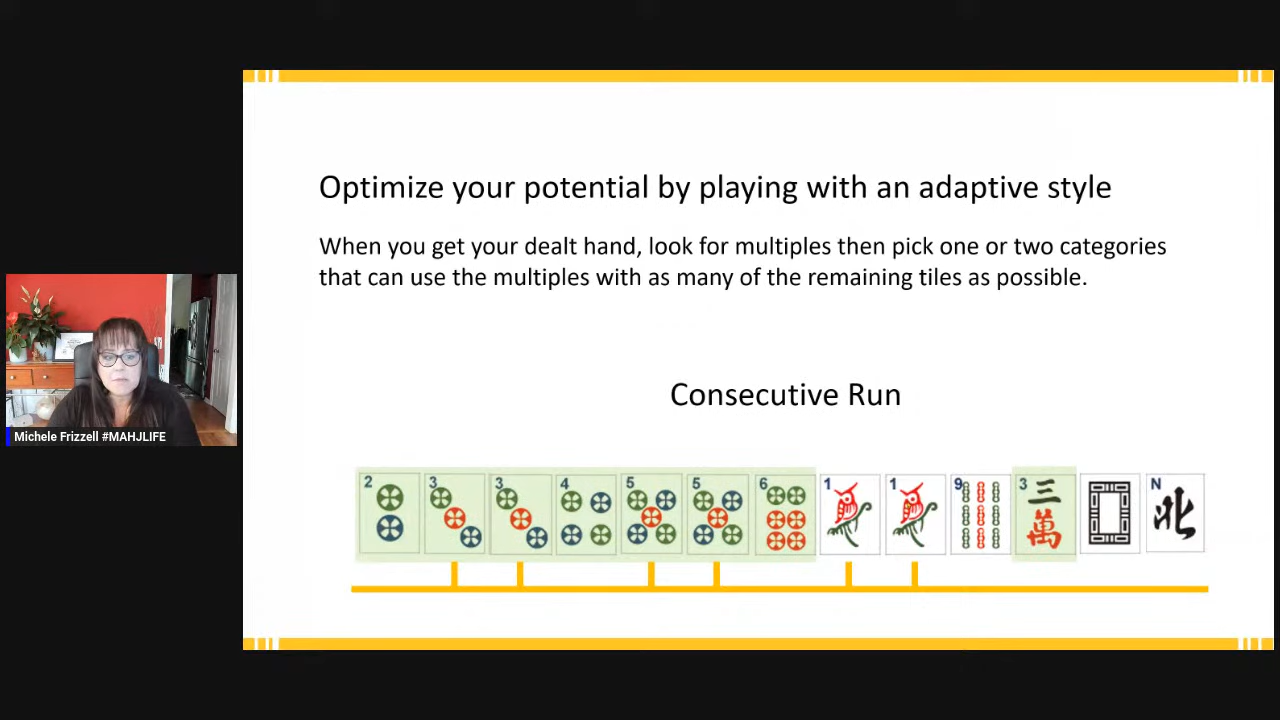 Optimize your potential by playing with an adaptive style
When you get your dealt hand, look for multiples then pick one or two categories
that can use the multiples with as many of the remaining tiles as possible.
Consecutive Run
Michele Frizzell #MAHJLIFE
2 3 3 4 5 5 6 1 1 9 3 N
三萬 北